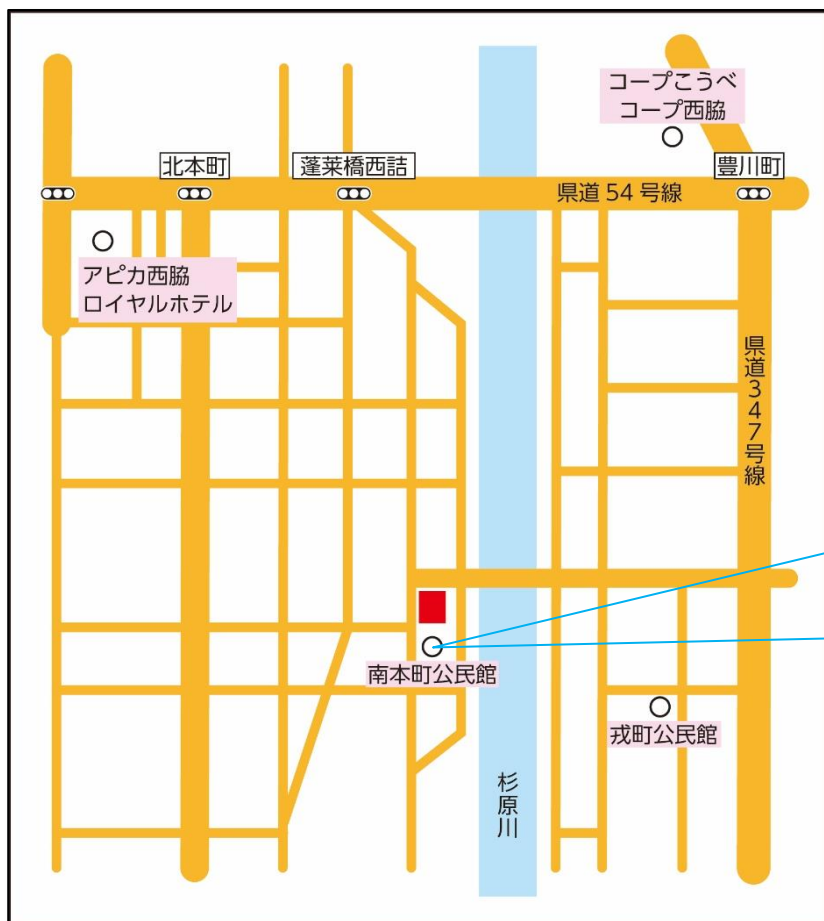 コープこうべ
コープ西脇
北本町
蓬莱橋西詰
豊川町
県道54号線
アピカ西脇
ロイヤルホテル
県道347号線
南本町公民館
戎町公民館
杉原川